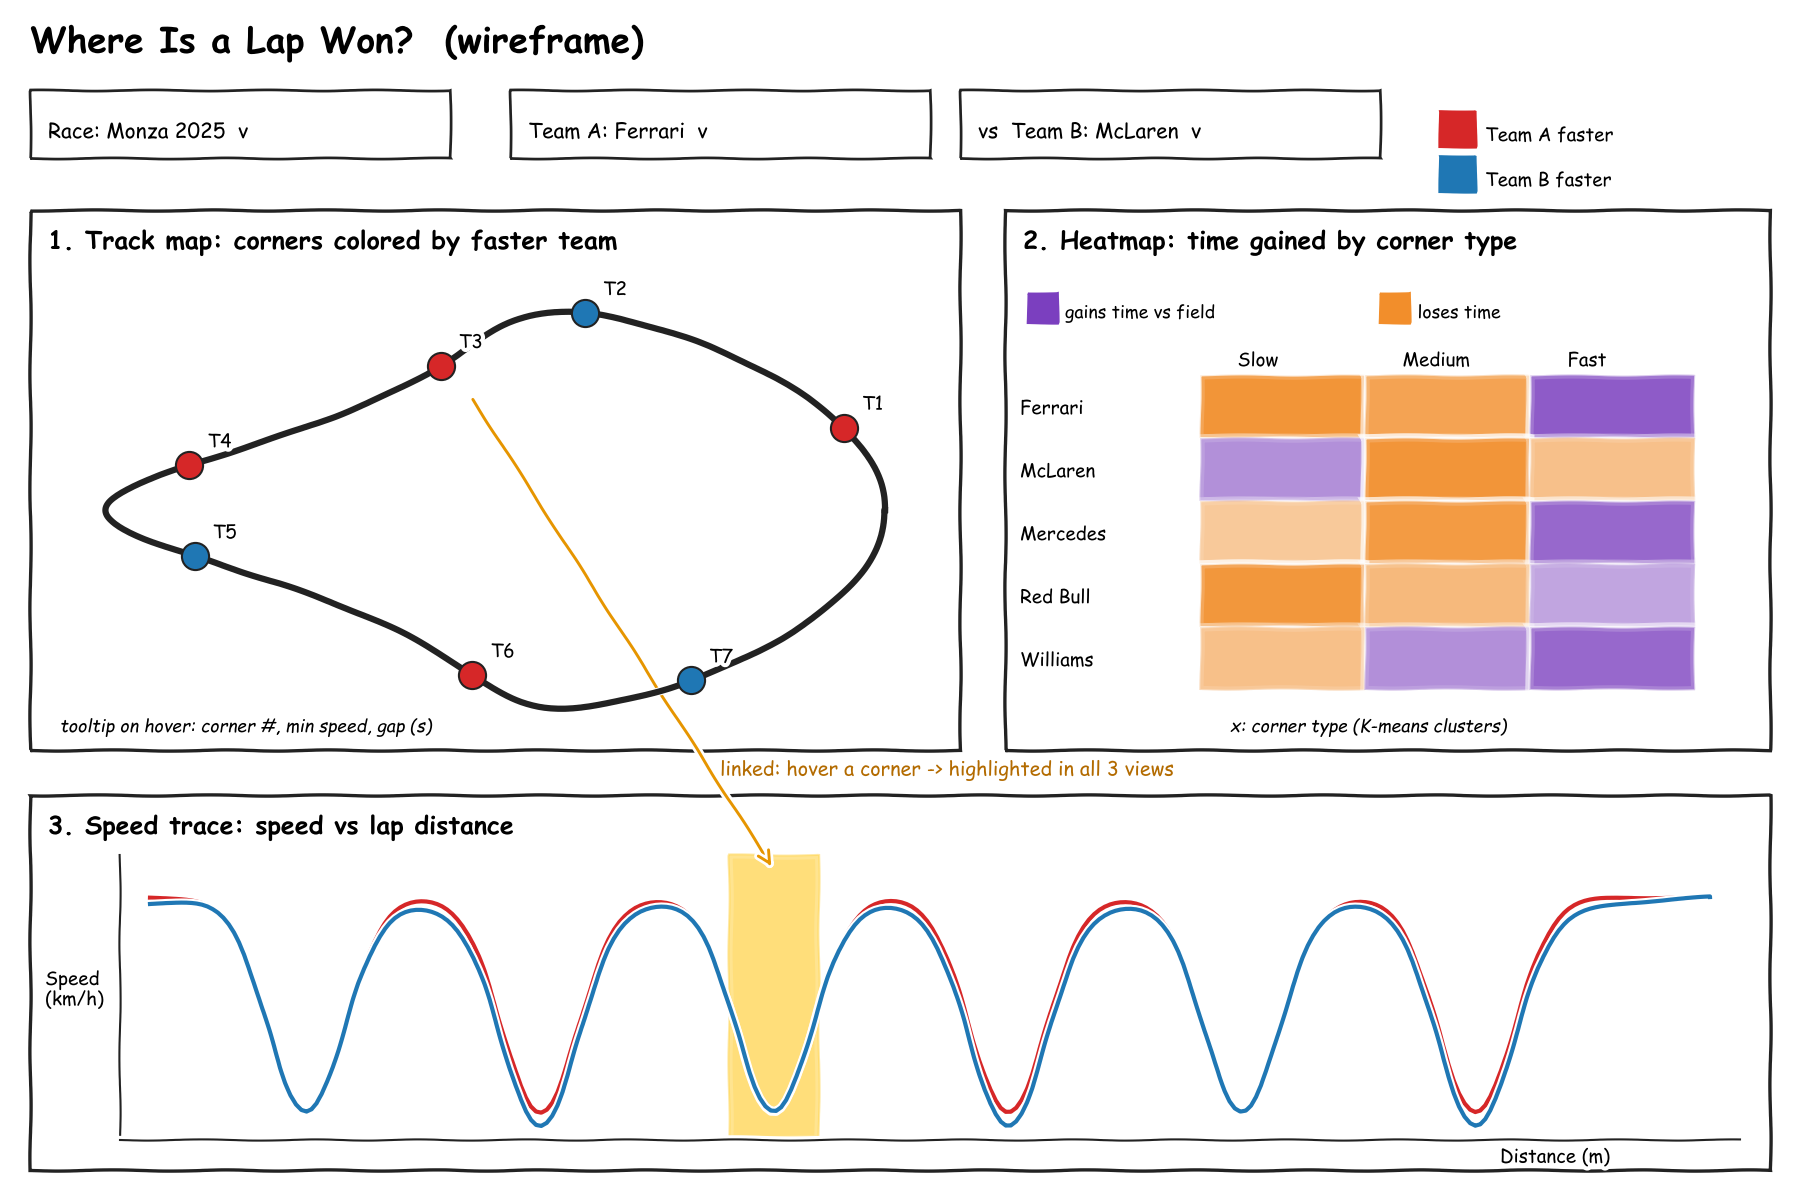 Where Is a Lap Won?  (wireframe)
Race: Monza 2025  v
Team A: Ferrari  v
vs  Team B: McLaren  v
Team A faster
Team B faster
1. Track map: corners colored by faster team
T2
T3
T1
T4
T5
T6
T7
tooltip on hover: corner #, min speed, gap (s)
2. Heatmap: time gained by corner type
gains time vs field
loses time
Slow
Medium
Fast
Ferrari
McLaren
Mercedes
Red Bull
Williams
x: corner type (K-means clusters)
linked: hover a corner -> highlighted in all 3 views
3. Speed trace: speed vs lap distance
Speed
(km/h)
Distance (m)